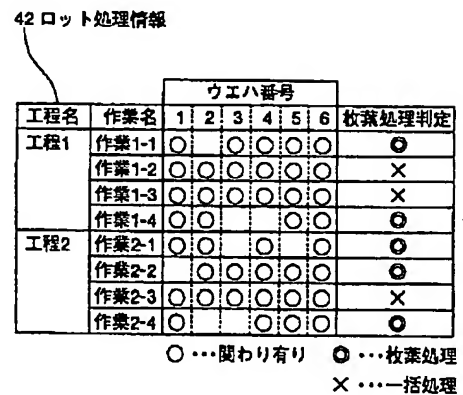 42 ロット処理情報
ウエハ番号
工程名 作業名 1 2 3 4 5 6 枚葉処理判定
工程1 作業1-1 ○ ○ ○ ○ ○ ◎
作業1-2 ○ ○ ○ ○ ○ ○ ×
作業1-3 ○ ○ ○ ○ ○ ○ ×
作業1-4 ○ ○ ○ ○ ◎
工程2 作業2-1 ○ ○ ○ ○ ◎
作業2-2 ○ ○ ○ ○ ○ ◎
作業2-3 ○ ○ ○ ○ ○ ○ ×
作業2-4 ○ ○ ○ ○ ◎
○ …関わり有り ◎ …枚葉処理
× …一括処理